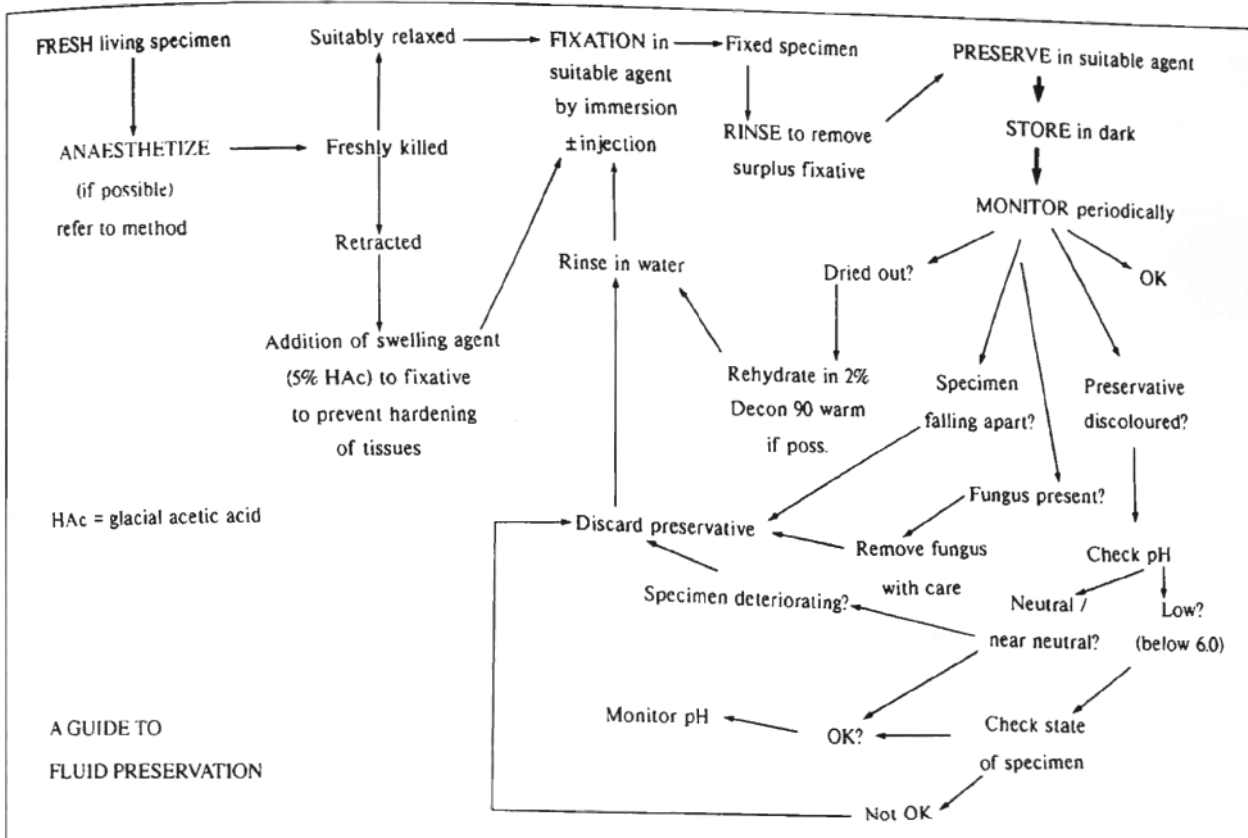 FRESH living specimen
ANAESTHETIZE
(if possible)
refer to method
Suitably relaxed
Freshly killed
Retracted
Addition of swelling agent
(5% HAc) to fixative
to prevent hardening
of tissues
FIXATION in
suitable agent
by immersion
±injection
Rinse in water
Fixed specimen
RINSE to remove
surplus fixative
PRESERVE in suitable agent
STORE in dark
MONITOR periodically
Dried out?
OK
Rehydrate in 2%
Decon 90 warm
if poss.
Specimen
falling apart?
Preservative
discoloured?
Fungus present?
Discard preservative
Remove fungus
with care
Check pH
Specimen deteriorating?
Neutral /
near neutral?
Low?
(below 6.0)
Monitor pH
OK?
Check state
of specimen
Not OK
HAc = glacial acetic acid
A GUIDE TO
FLUID PRESERVATION